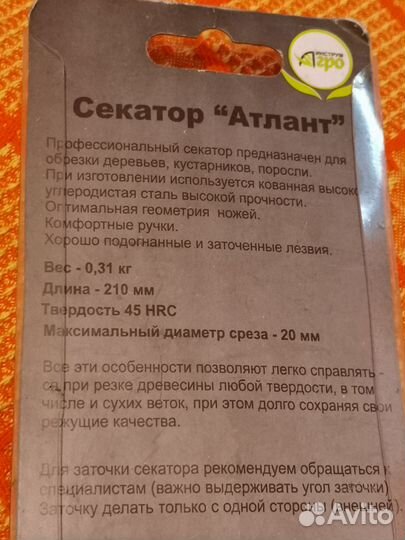 ИНСТРУМ
Агро
Секатор "Атлант"
Профессиональный секатор предназначен для
обрезки деревьев, кустарников, поросли.
При изготовлении используется кованная высоко
углеродистая сталь высокой прочности.
Оптимальная геометрия ножей.
Комфортные ручки.
Хорошо подогнанные и заточенные лезвия.
Вес - 0,31 кг
Длина - 210 мм
Твердость 45 HRC
Максимальный диаметр среза - 20 мм
Все эти особенности позволяют легко справлять -
ся при резке древесины любой твердости, в том
числе и сухих веток, при этом долго сохраняя свои
режущие качества.
Для заточки секатора рекомендуем обращаться к
специалистам (важно выдерживать угол заточки)
Заточку делать только с одной стороны (внешней).
Avito